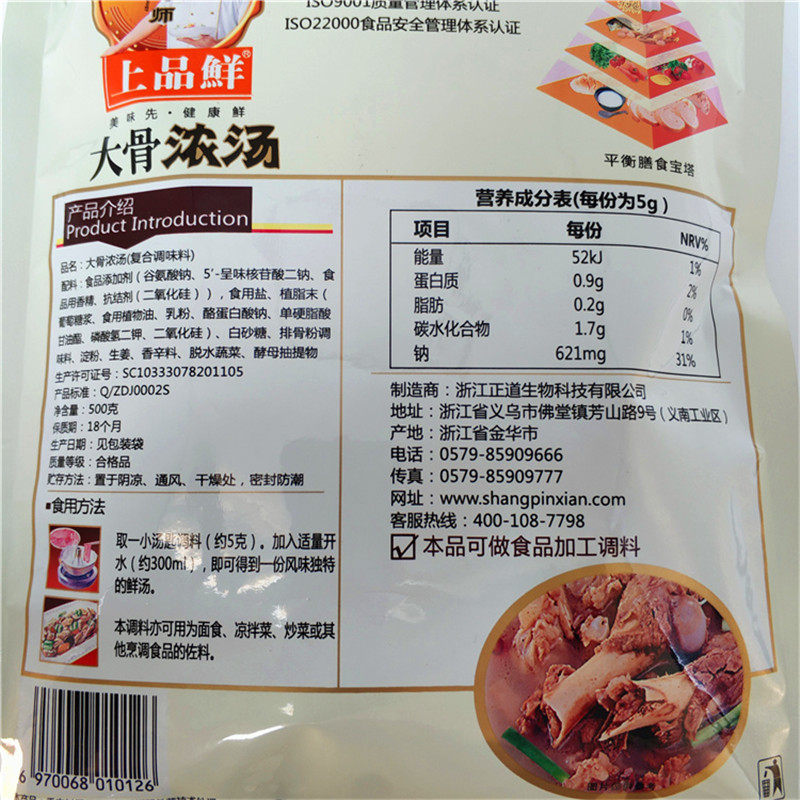 ISO9001质量管理体系认证
ISO22000食品安全管理体系认证
师
上品鮮®
美味先·健康鲜
大骨浓汤
平衡膳食宝塔
产品介绍
Product Introduction
品名：大骨浓汤(复合调味料)
配料：食品添加剂（谷氨酸钠、5′-呈味核苷酸二钠、食
品用香精、抗结剂（二氧化硅）），食用盐、植脂末（
葡萄糖浆、食用植物油、乳粉、酪蛋白酸钠、单硬脂酸
甘油酯、磷酸氢二钾、二氧化硅）、白砂糖、排骨粉调
味料、淀粉、生姜、香辛料、脱水蔬菜、酵母抽提物
生产许可证号：SC10333078201105
产品标准：Q/ZDJ0002S
净含量：500克
保质期：18个月
生产日期：见包装袋
质量等级：合格品
贮存方法：置于阴凉、通风、干燥处，密封防潮
▪食用方法
取一小汤匙调料（约5克）。加入适量开
水（约300ml），即可得到一份风味独特
的鲜汤。
本调料亦可用为面食、凉拌菜、炒菜或其
他烹调食品的佐料。
营养成分表(每份为5g）
项目 每份 NRV%
能量 52kJ 1%
蛋白质 0.9g 2%
脂肪 0.2g 0%
碳水化合物 1.7g 1%
钠 621mg 31%
制造商：浙江正道生物科技有限公司
地址：浙江省义乌市佛堂镇芳山路9号（义南工业区）
产地：浙江省金华市
电话：0579-85909666
传真：0579-85909777
网址：www.shangpinxian.com
客服热线：400-108-7798
☑本品可做食品加工调料
6 970068 010126